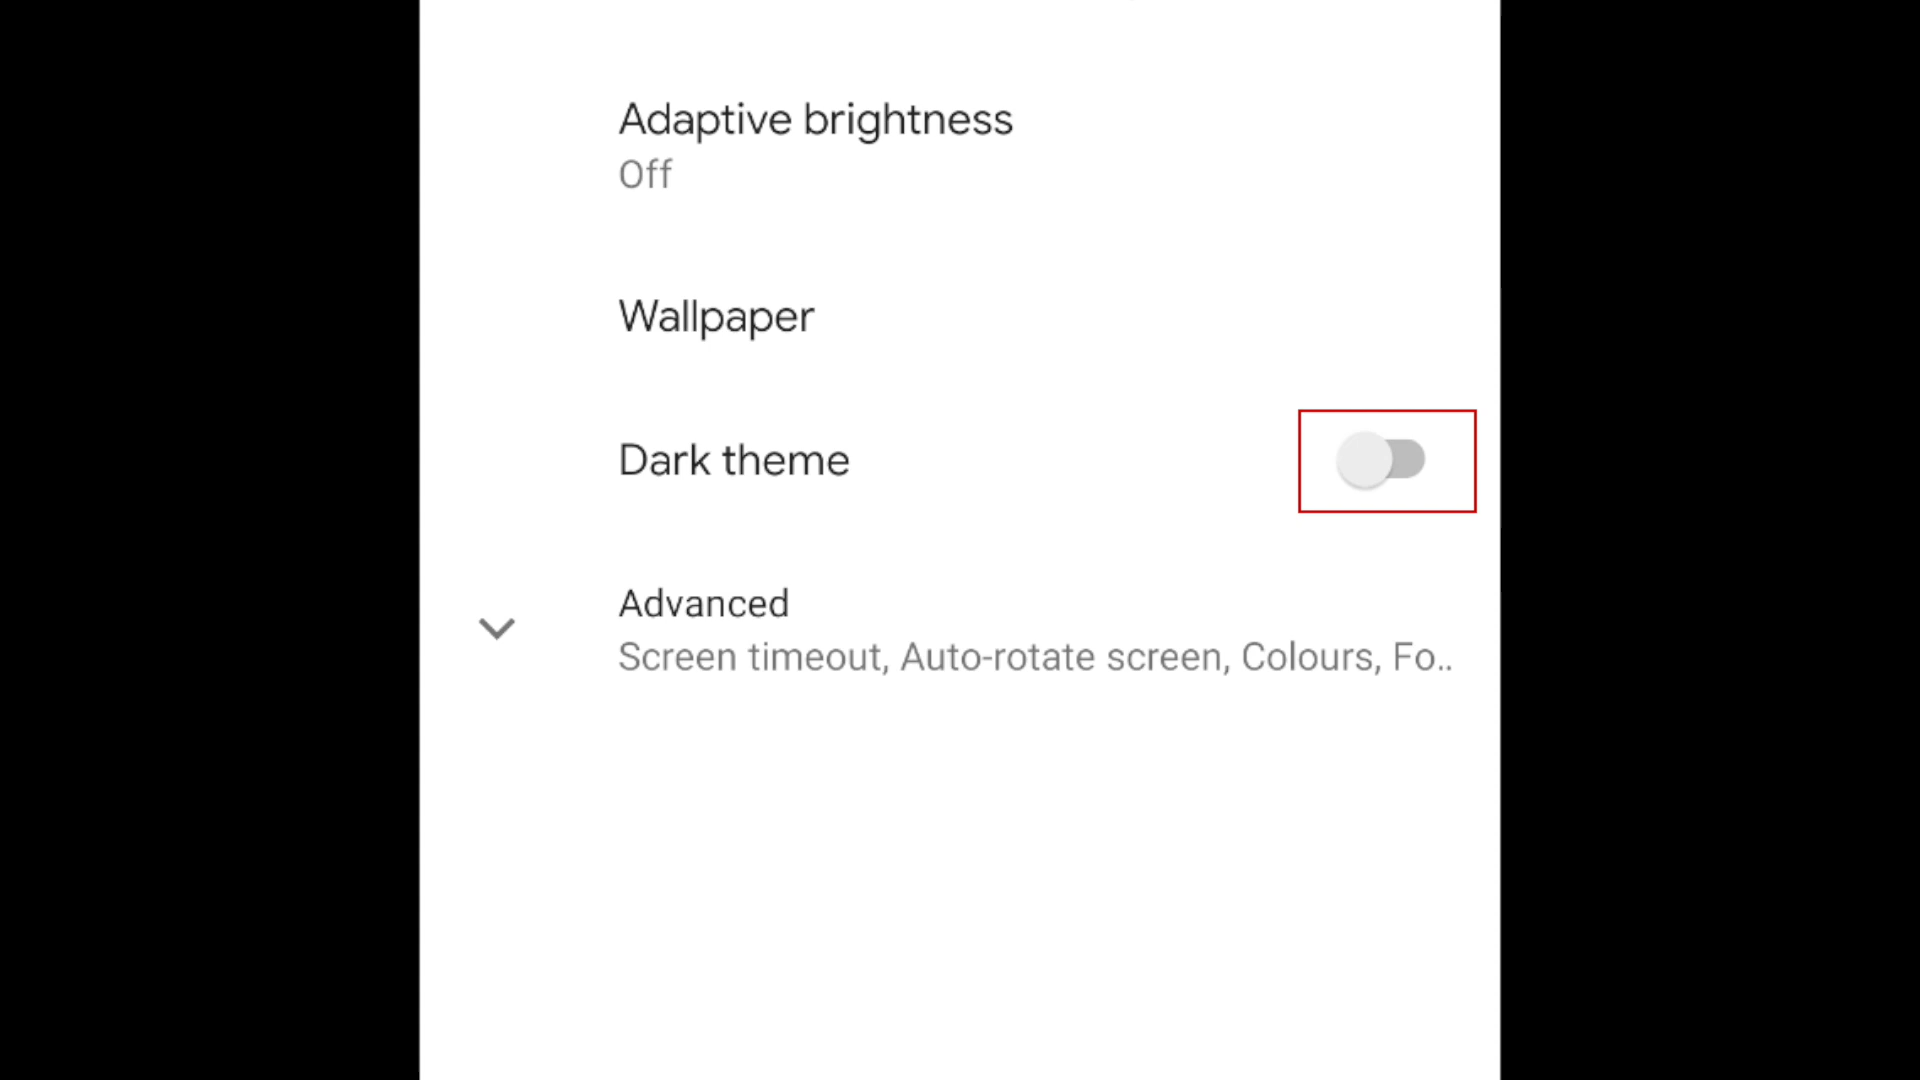 Adaptive brightness
Off
Wallpaper
Dark theme
Advanced
Screen timeout, Auto-rotate screen, Colours, Fo..